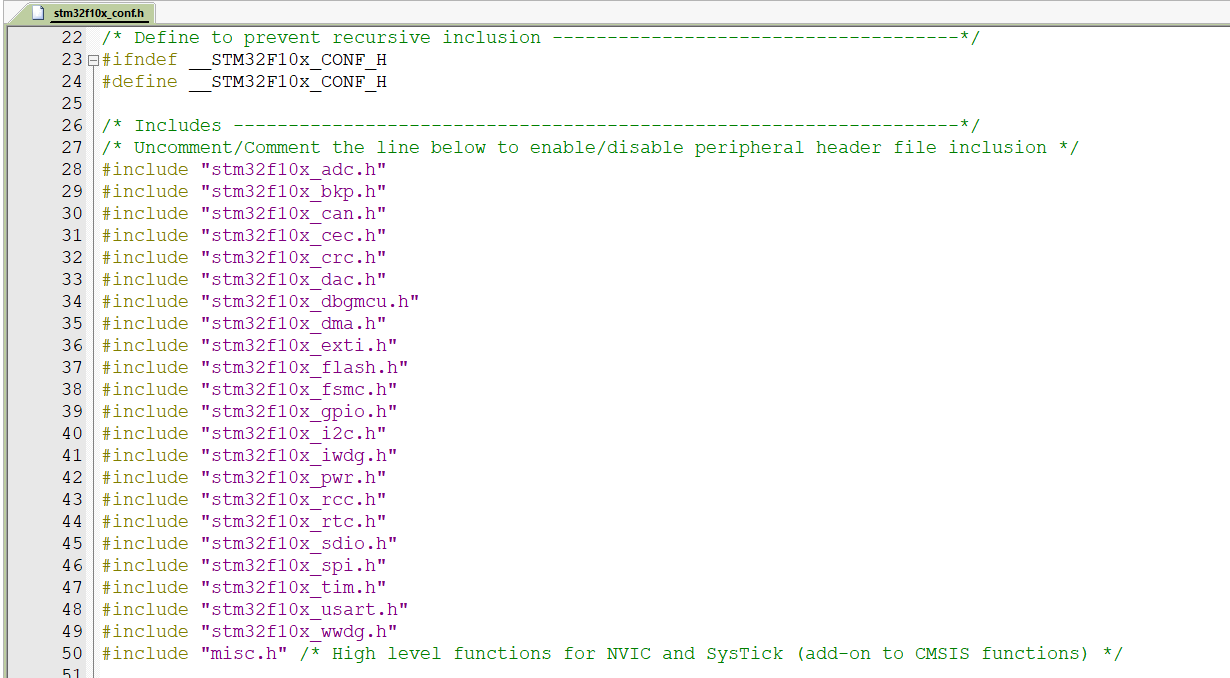 stm32f10x_conf.h
22 /* Define to prevent recursive inclusion -------------------------------------*/
23 #ifndef __STM32F10x_CONF_H
24 #define __STM32F10x_CONF_H
25
26 /* Includes ------------------------------------------------------------------*/
27 /* Uncomment/Comment the line below to enable/disable peripheral header file inclusion */
28 #include "stm32f10x_adc.h"
29 #include "stm32f10x_bkp.h"
30 #include "stm32f10x_can.h"
31 #include "stm32f10x_cec.h"
32 #include "stm32f10x_crc.h"
33 #include "stm32f10x_dac.h"
34 #include "stm32f10x_dbgmcu.h"
35 #include "stm32f10x_dma.h"
36 #include "stm32f10x_exti.h"
37 #include "stm32f10x_flash.h"
38 #include "stm32f10x_fsmc.h"
39 #include "stm32f10x_gpio.h"
40 #include "stm32f10x_i2c.h"
41 #include "stm32f10x_iwdg.h"
42 #include "stm32f10x_pwr.h"
43 #include "stm32f10x_rcc.h"
44 #include "stm32f10x_rtc.h"
45 #include "stm32f10x_sdio.h"
46 #include "stm32f10x_spi.h"
47 #include "stm32f10x_tim.h"
48 #include "stm32f10x_usart.h"
49 #include "stm32f10x_wwdg.h"
50 #include "misc.h" /* High level functions for NVIC and SysTick (add-on to CMSIS functions) */
51